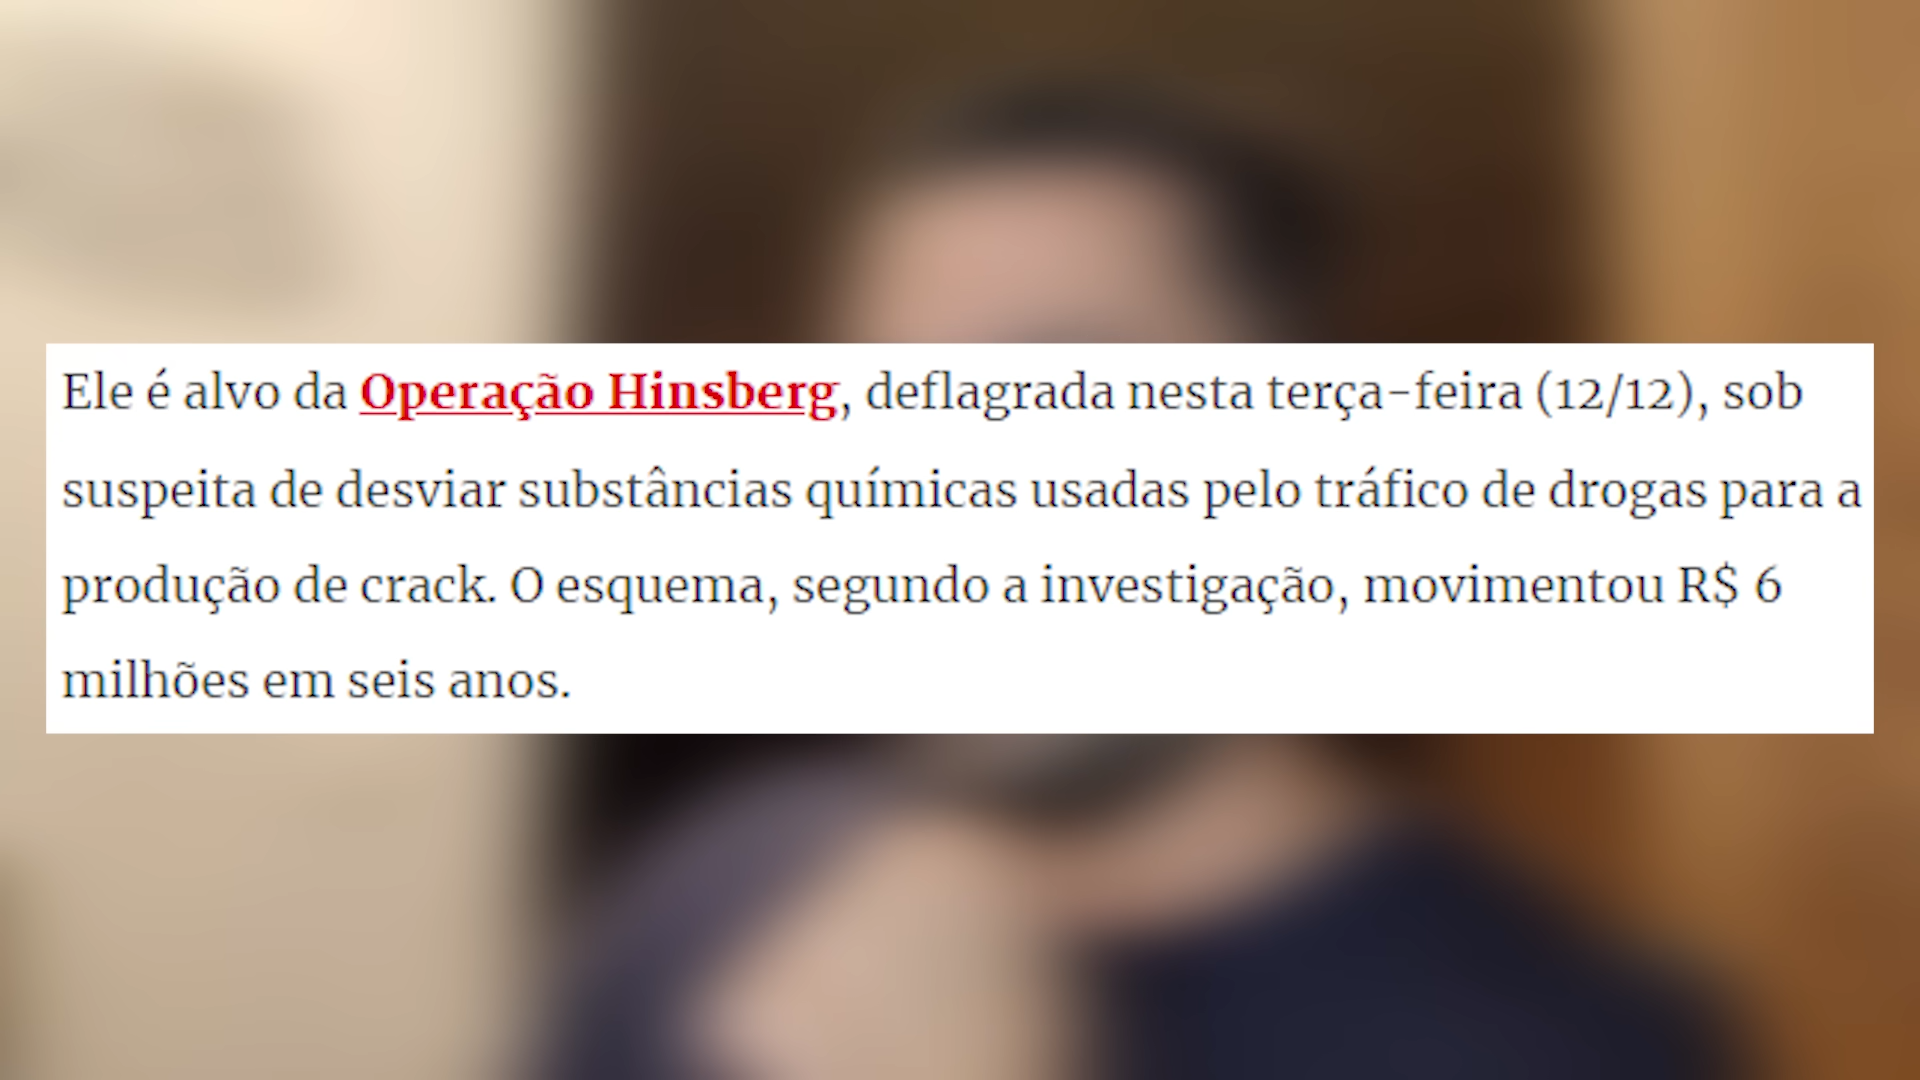 Ele é alvo da Operação Hinsberg, deflagrada nesta terça-feira (12/12), sob
suspeita de desviar substâncias químicas usadas pelo tráfico de drogas para a
produção de crack. O esquema, segundo a investigação, movimentou R$ 6
milhões em seis anos.